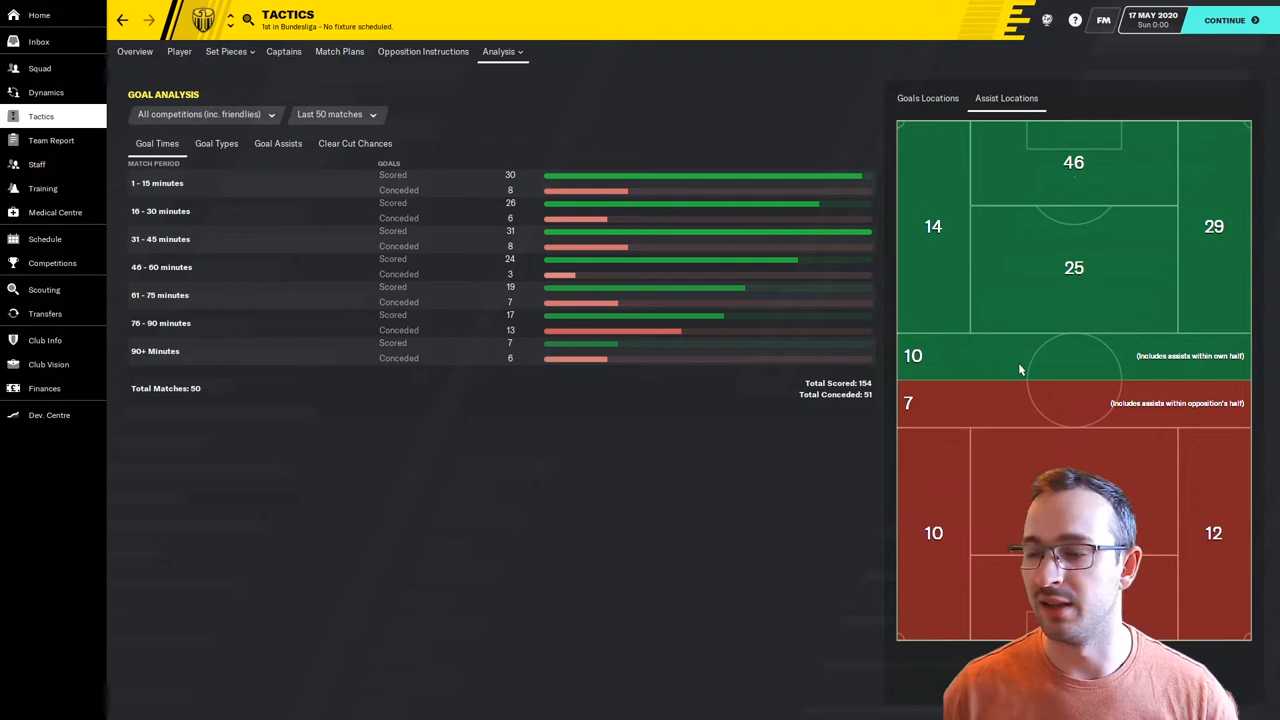 Home
Inbox
Squad
Dynamics
Tactics
Team Report
Staff
Training
Medical Centre
Schedule
Competitions
Scouting
Transfers
Club Info
Club Vision
Finances
Dev. Centre
TACTICS
1st in Bundesliga - No fixture scheduled.
?
FM
17 MAY 2020
Sun 0:00
CONTINUE
Overview
Player
Set Pieces
Captains
Match Plans
Opposition Instructions
Analysis
GOAL ANALYSIS
All competitions (inc. friendlies)
Last 50 matches
Goal Times
Goal Types
Goal Assists
Clear Cut Chances
MATCH PERIOD GOALS
1 - 15 minutes
Scored 30
Conceded 8
16 - 30 minutes
Scored 26
Conceded 6
31 - 45 minutes
Scored 31
Conceded 8
46 - 60 minutes
Scored 24
Conceded 3
61 - 75 minutes
Scored 19
Conceded 7
76 - 90 minutes
Scored 17
Conceded 13
90+ Minutes
Scored 7
Conceded 6
Total Matches: 50
Total Scored: 154
Total Conceded: 51
Goals Locations
Assist Locations
46
14
29
25
10 (Includes assists within own half)
7 (Includes assists within opposition's half)
10
12